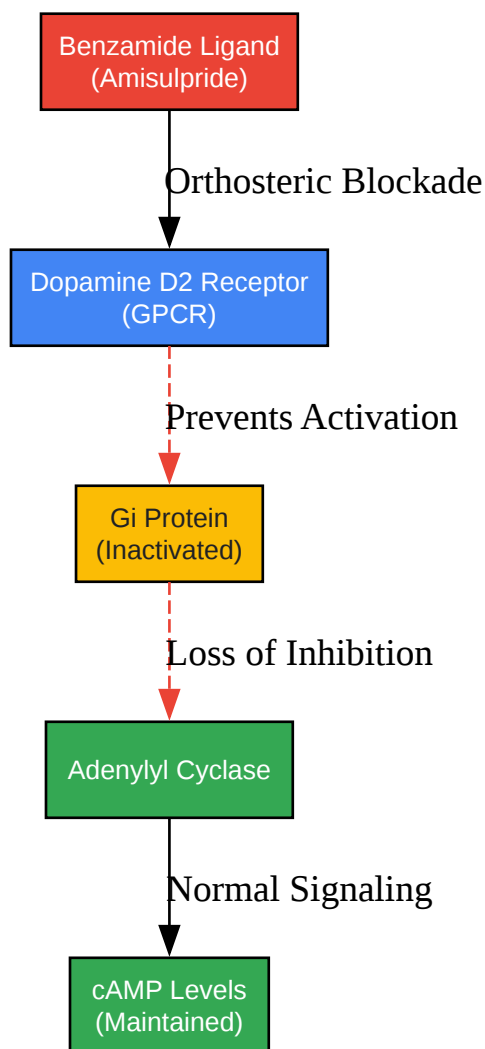 Benzamide Ligand
(Amisulpride)
Orthosteric Blockade
Dopamine D2 Receptor
(GPCR)
Prevents Activation
Gi Protein
(Inactivated)
Loss of Inhibition
Adenylyl Cyclase
Normal Signaling
cAMP Levels
(Maintained)